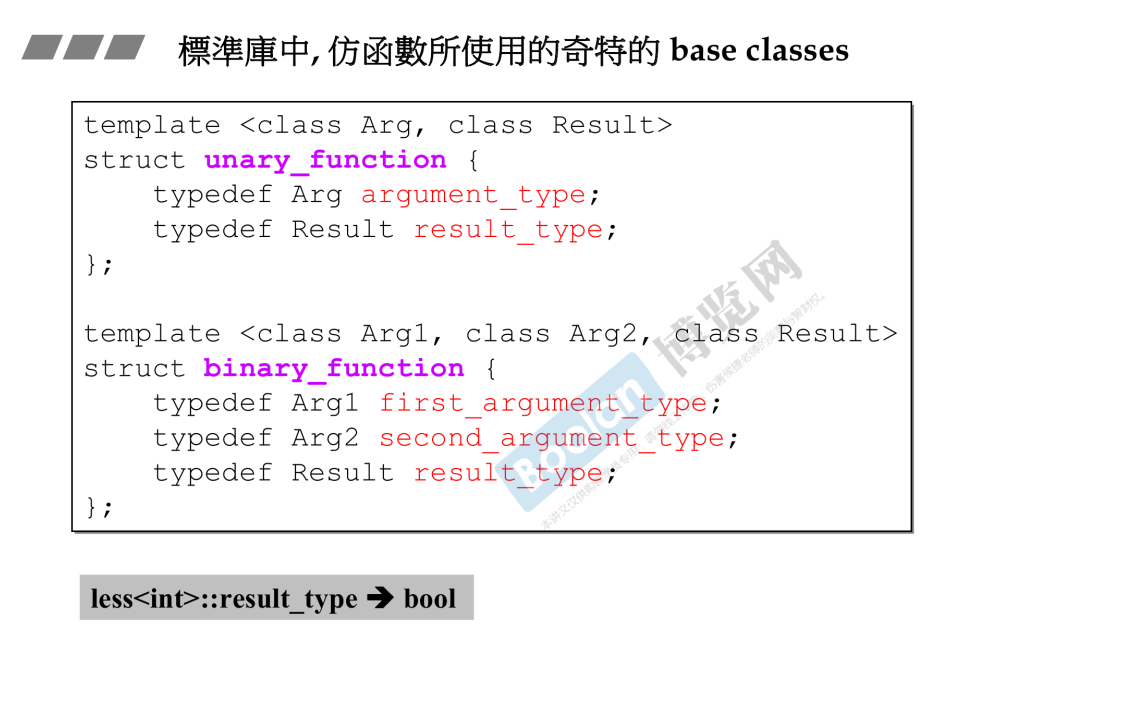 標準庫中, 仿函數所使用的奇特的 base classes
template <class Arg, class Result>
struct unary_function {
    typedef Arg argument_type;
    typedef Result result_type;
};
template <class Arg1, class Arg2, class Result>
struct binary_function {
    typedef Arg1 first_argument_type;
    typedef Arg2 second_argument_type;
    typedef Result result_type;
};
Boolan
博览网
less<int>::result_type ➔ bool